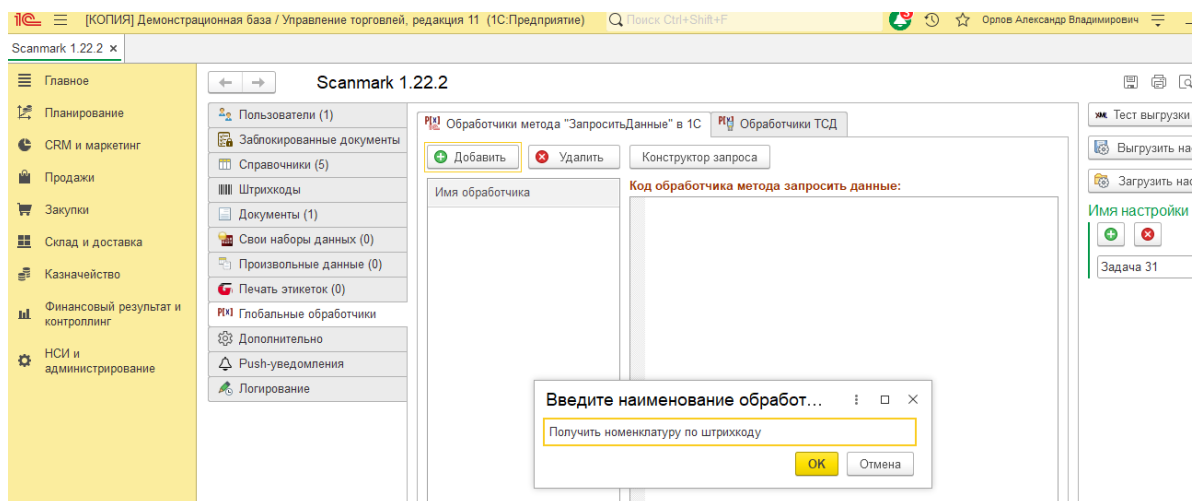 [КОПИЯ] Демонстрационная база / Управление торговлей, редакция 11 (1С:Предприятие)
Поиск Ctrl+Shift+F
Орлов Александр Владимирович
Scanmark 1.22.2 ×
Главное
Планирование
CRM и маркетинг
Продажи
Закупки
Склад и доставка
Казначейство
Финансовый результат и
контроллинг
НСИ и
администрирование
Scanmark 1.22.2
Пользователи (1)
Заблокированные документы
Справочники (5)
Штрихкоды
Документы (1)
Свои наборы данных (0)
Произвольные данные (0)
Печать этикеток (0)
Глобальные обработчики
Дополнительно
Push-уведомления
Логирование
Обработчики метода "ЗапроситьДанные" в 1С
Обработчики ТСД
Добавить
Удалить
Конструктор запроса
Имя обработчика
Код обработчика метода запросить данные:
Введите наименование обработ...
Получить номенклатуру по штрихкоду
ОК
Отмена
Тест выгрузки
Выгрузить нас
Загрузить нас
Имя настройки
Задача 31